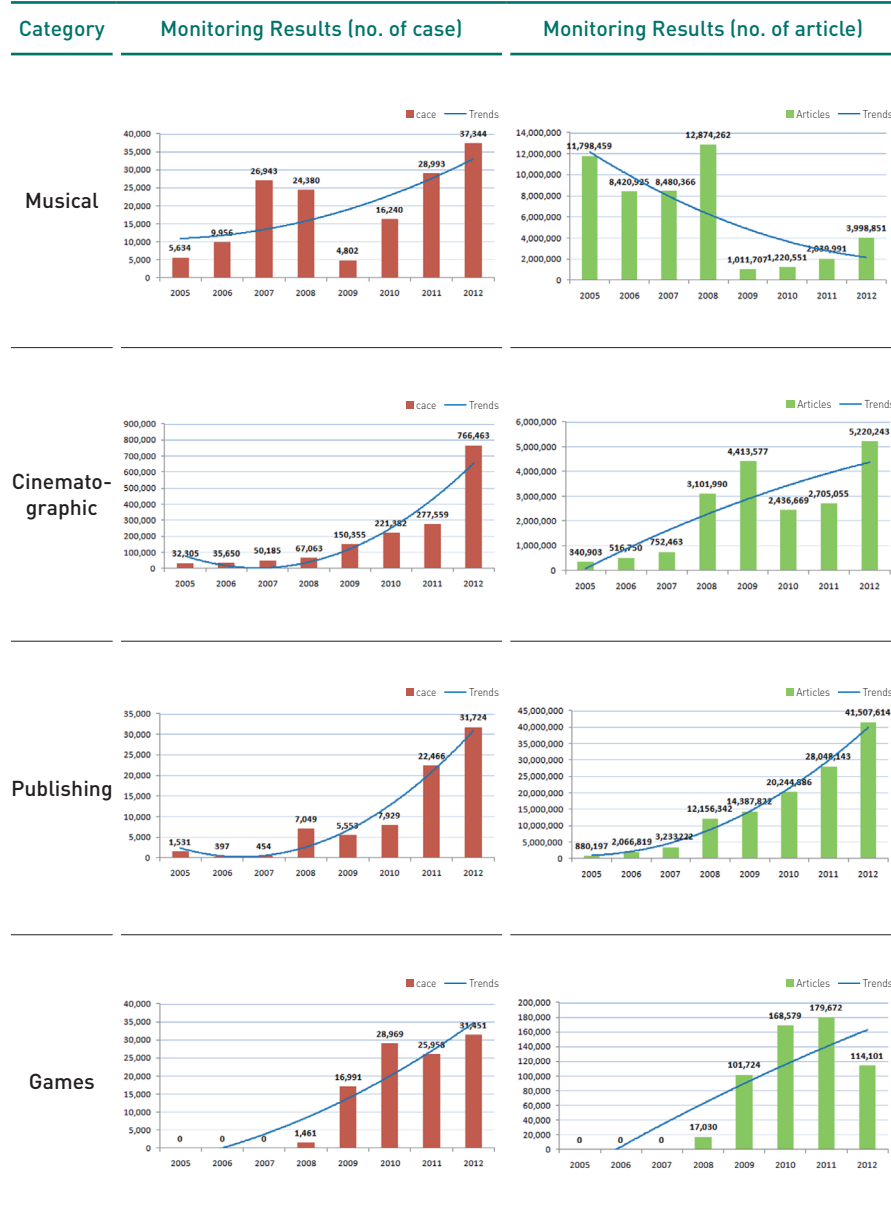 Category Monitoring Results (no. of case) Monitoring Results (no. of article)
Musical
cace Trends
40,000
35,000
30,000
25,000
20,000
15,000
10,000
5,000
0
5,634 9,956 26,943 24,380 4,802 16,240 28,993 37,344
2005 2006 2007 2008 2009 2010 2011 2012
Articles Trends
14,000,000
12,000,000
10,000,000
8,000,000
6,000,000
4,000,000
2,000,000
0
11,798,459 8,420,925 8,480,366 12,874,262 1,011,707 1,220,551 2,039,991 3,998,851
2005 2006 2007 2008 2009 2010 2011 2012
Cinemato-
graphic
cace Trends
900,000
800,000
700,000
600,000
500,000
400,000
300,000
200,000
100,000
0
32,305 35,650 50,185 67,063 150,355 221,382 277,559 766,463
2005 2006 2007 2008 2009 2010 2011 2012
Articles Trends
6,000,000
5,000,000
4,000,000
3,000,000
2,000,000
1,000,000
0
340,903 516,750 752,463 3,101,990 4,413,577 2,436,669 2,705,055 5,220,243
2005 2006 2007 2008 2009 2010 2011 2012
Publishing
cace Trends
35,000
30,000
25,000
20,000
15,000
10,000
5,000
0
1,531 397 454 7,049 5,553 7,929 22,466 31,724
2005 2006 2007 2008 2009 2010 2011 2012
Articles Trends
45,000,000
40,000,000
35,000,000
30,000,000
25,000,000
20,000,000
15,000,000
10,000,000
5,000,000
0
880,197 2,066,819 3,233,222 12,156,342 14,387,822 20,244,886 28,048,143 41,507,614
2005 2006 2007 2008 2009 2010 2011 2012
Games
cace Trends
40,000
35,000
30,000
25,000
20,000
15,000
10,000
5,000
0
0 0 0 1,461 16,991 28,969 25,958 31,451
2005 2006 2007 2008 2009 2010 2011 2012
Articles Trends
200,000
180,000
160,000
140,000
120,000
100,000
80,000
60,000
40,000
20,000
0
0 0 0 17,030 101,724 168,579 179,672 114,101
2005 2006 2007 2008 2009 2010 2011 2012